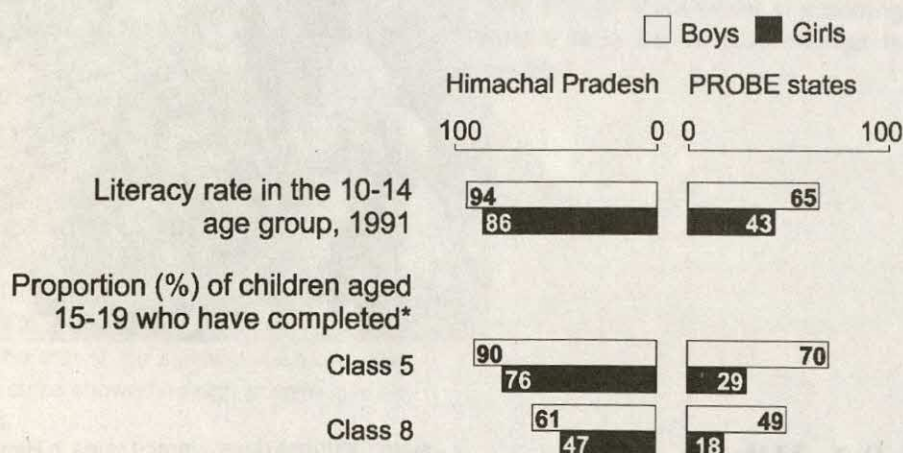 Boys Girls
Himachal Pradesh PROBE states
100 0 0 100
Literacy rate in the 10-14 94 65
age group, 1991 86 43
Proportion (%) of children aged
15-19 who have completed*
Class 5 90 70
76 29
Class 8 61 49
47 18